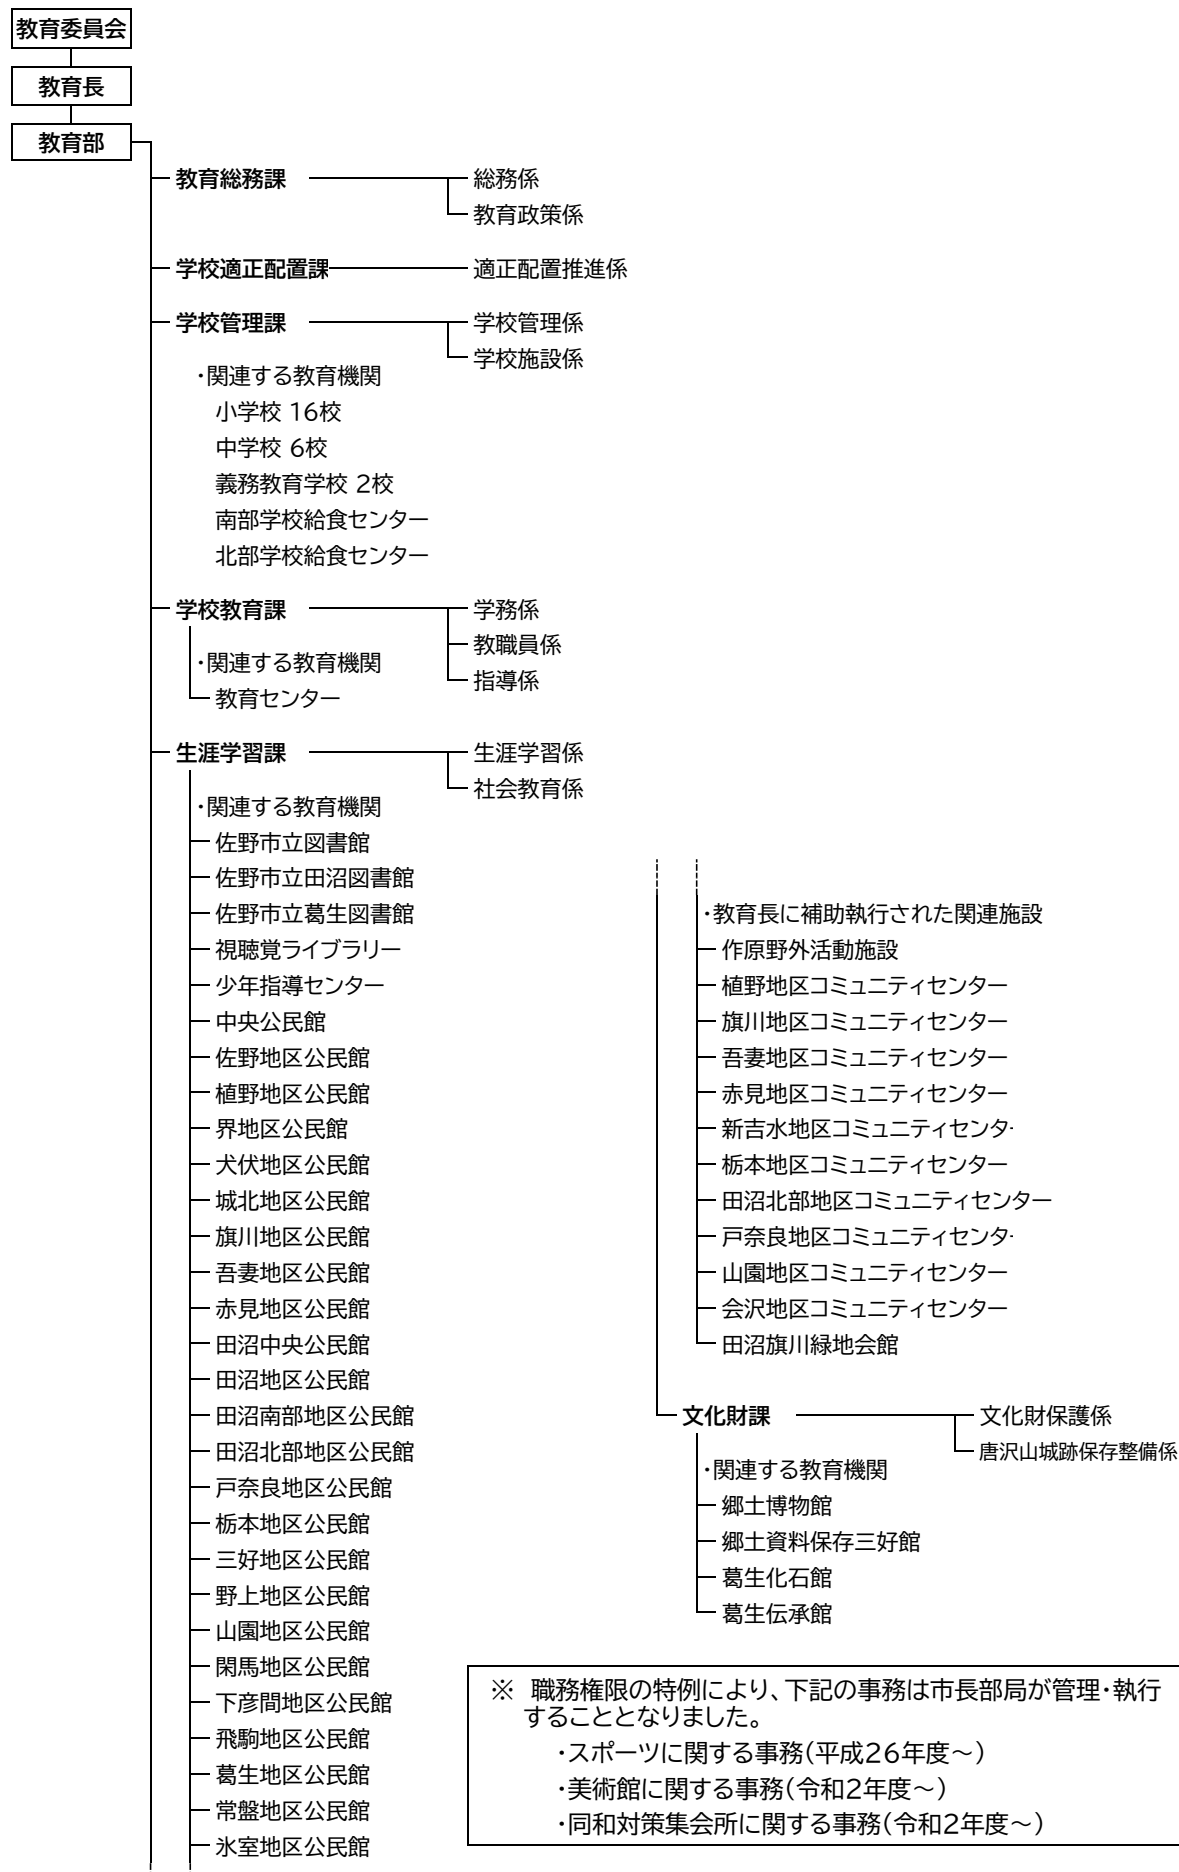 教育委員会
教育長
教育部
教育総務課
総務係
教育政策係
学校適正配置課
適正配置推進係
学校管理課
学校管理係
学校施設係
・関連する教育機関
小学校 16校
中学校 6校
義務教育学校 2校
南部学校給食センター
北部学校給食センター
学校教育課
学務係
教職員係
指導係
・関連する教育機関
教育センター
生涯学習課
生涯学習係
社会教育係
・関連する教育機関
佐野市立図書館
佐野市立田沼図書館
佐野市立葛生図書館
視聴覚ライブラリー
少年指導センター
中央公民館
佐野地区公民館
植野地区公民館
界地区公民館
犬伏地区公民館
城北地区公民館
旗川地区公民館
吾妻地区公民館
赤見地区公民館
田沼中央公民館
田沼地区公民館
田沼南部地区公民館
田沼北部地区公民館
戸奈良地区公民館
栃本地区公民館
三好地区公民館
野上地区公民館
山園地区公民館
閑馬地区公民館
下彦間地区公民館
飛駒地区公民館
葛生地区公民館
常盤地区公民館
氷室地区公民館
・教育長に補助執行された関連施設
作原野外活動施設
植野地区コミュニティセンター
旗川地区コミュニティセンター
吾妻地区コミュニティセンター
赤見地区コミュニティセンター
新吉水地区コミュニティセンター
栃本地区コミュニティセンター
田沼北部地区コミュニティセンター
戸奈良地区コミュニティセンター
山園地区コミュニティセンター
会沢地区コミュニティセンター
田沼旗川緑地会館
文化財課
文化財保護係
唐沢山城跡保存整備係
・関連する教育機関
郷土博物館
郷土資料保存三好館
葛生化石館
葛生伝承館
※ 職務権限の特例により、下記の事務は市長部局が管理・執行
することとなりました。
・スポーツに関する事務(平成26年度～)
・美術館に関する事務(令和2年度～)
・同和対策集会所に関する事務(令和2年度～)